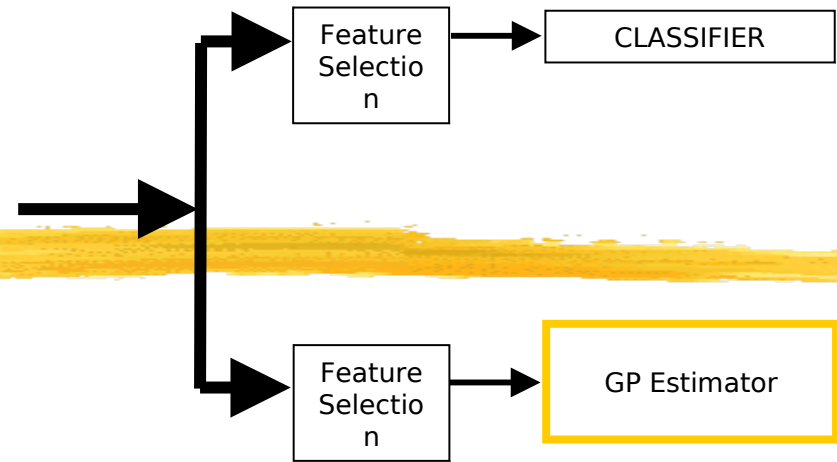 Feature
Selectio
n
CLASSIFIER
Feature
Selectio
n
GP Estimator